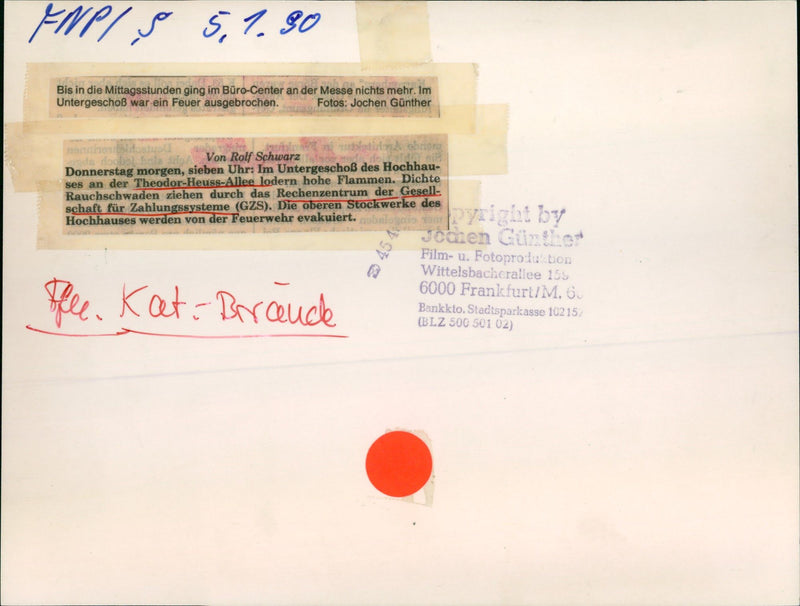 FNP/ 5.1.90
Bis in die Mittagsstunden ging im Büro-Center an der Messe nichts mehr. Im
Untergeschoß war ein Feuer ausgebrochen. Fotos: Jochen Günther
Von Rolf Schwarz
Donnerstag morgen, sieben Uhr: Im Untergeschoß des Hochhau-
ses an der Theodor-Heuss-Allee lodern hohe Flammen. Dichte
Rauchschwaden ziehen durch das Rechenzentrum der Gesell-
schaft für Zahlungssysteme (GZS). Die oberen Stockwerke des
Hochhauses werden von der Feuerwehr evakuiert.
pyright by
Jochen Günther
Film- u. Fotoproduktion
Wittelsbacherallee
6000 Frankfurt/M.
Bankkto. Stadtsparkasse
(BLZ 500 501 02)
Kat.-Brände